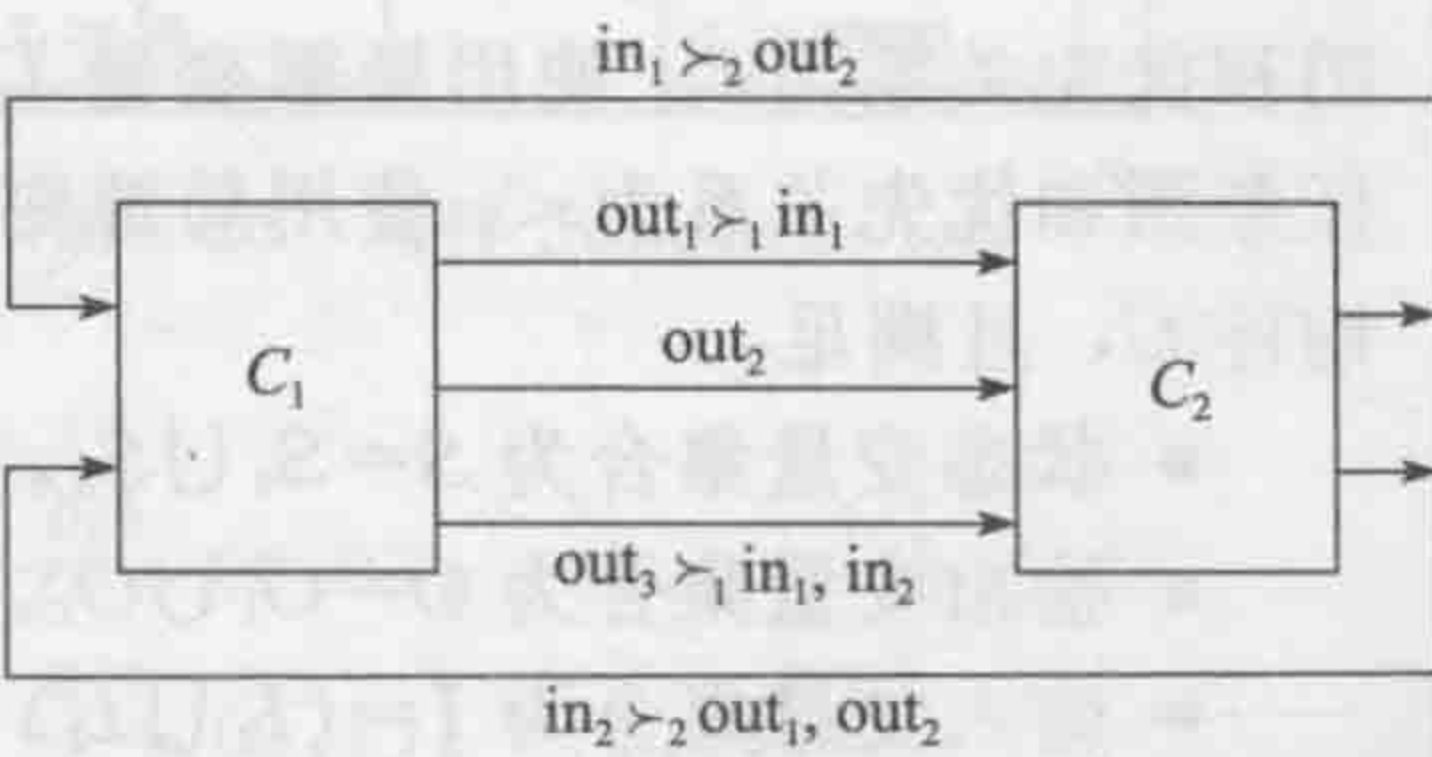 in₁ ≻₂ out₂
out₁ ≻₁ in₁
out₂
C₁
C₂
out₃ ≻₁ in₁, in₂
in₂ ≻₂ out₁, out₂